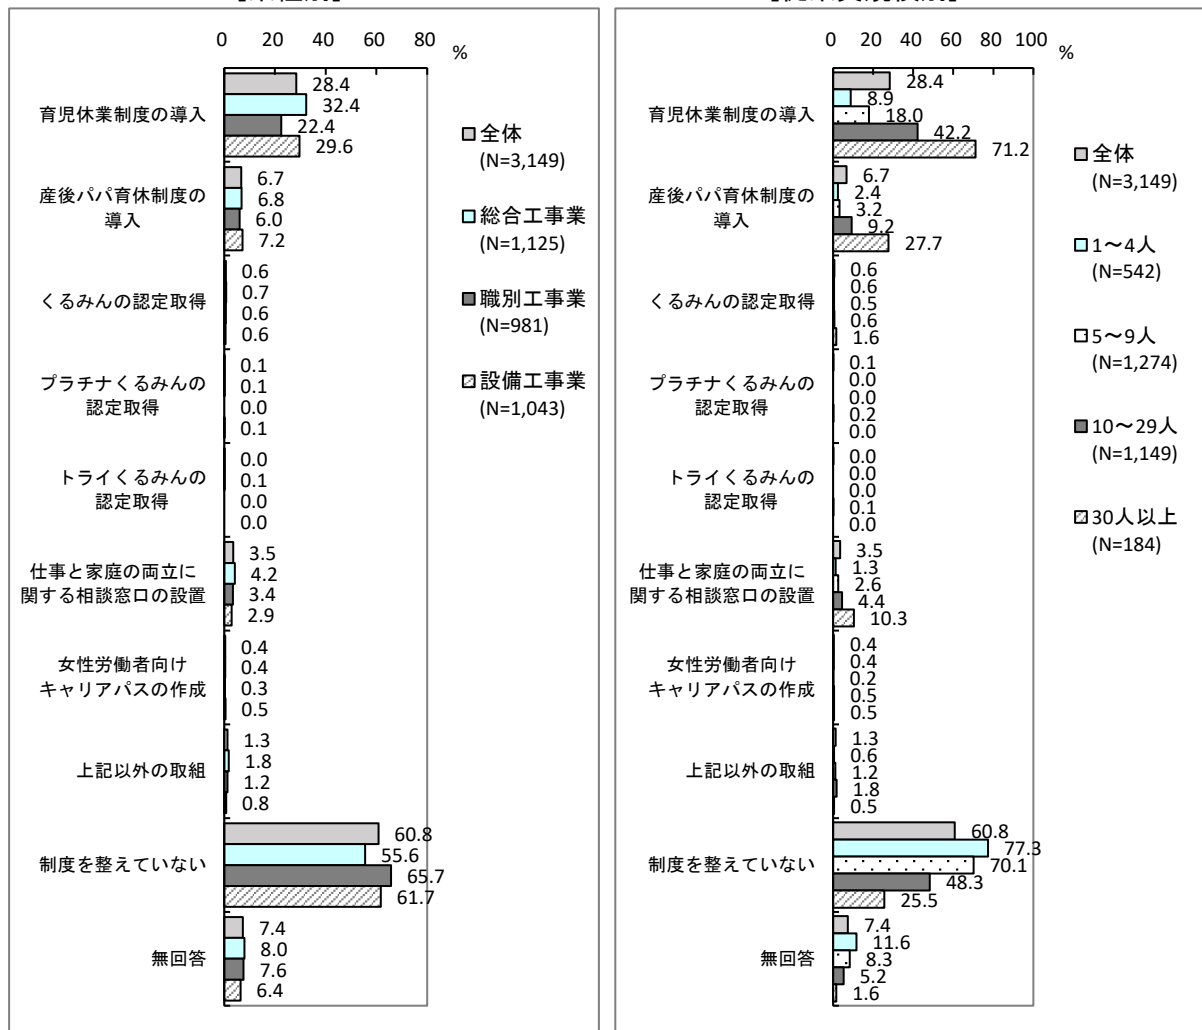 0 20 40 60 80
%
育児休業制度の導入
28.4
32.4
22.4
29.6
産後パパ育休制度の
導入
6.7
6.8
6.0
7.2
くるみんの認定取得
0.6
0.7
0.6
0.6
プラチナくるみんの
認定取得
0.1
0.1
0.0
0.1
トライくるみんの
認定取得
0.0
0.1
0.0
0.0
仕事と家庭の両立に
関する相談窓口の設置
3.5
4.2
3.4
2.9
女性労働者向け
キャリアパスの作成
0.4
0.4
0.3
0.5
上記以外の取組
1.3
1.8
1.2
0.8
制度を整えていない
60.8
55.6
65.7
61.7
無回答
7.4
8.0
7.6
6.4
全体
(N=3,149)
総合工事業
(N=1,125)
職別工事業
(N=981)
設備工事業
(N=1,043)
0 20 40 60 80 100
%
育児休業制度の導入
28.4
8.9
18.0
42.2
71.2
産後パパ育休制度の
導入
6.7
2.4
3.2
9.2
27.7
くるみんの認定取得
0.6
0.6
0.5
0.6
1.6
プラチナくるみんの
認定取得
0.1
0.0
0.0
0.2
0.0
トライくるみんの
認定取得
0.0
0.0
0.0
0.1
0.0
仕事と家庭の両立に
関する相談窓口の設置
3.5
1.3
2.6
4.4
10.3
女性労働者向け
キャリアパスの作成
0.4
0.4
0.2
0.5
0.5
上記以外の取組
1.3
0.6
1.2
1.8
0.5
制度を整えていない
60.8
77.3
70.1
48.3
25.5
無回答
7.4
11.6
8.3
5.2
1.6
全体
(N=3,149)
1～4人
(N=542)
5～9人
(N=1,274)
10～29人
(N=1,149)
30人以上
(N=184)